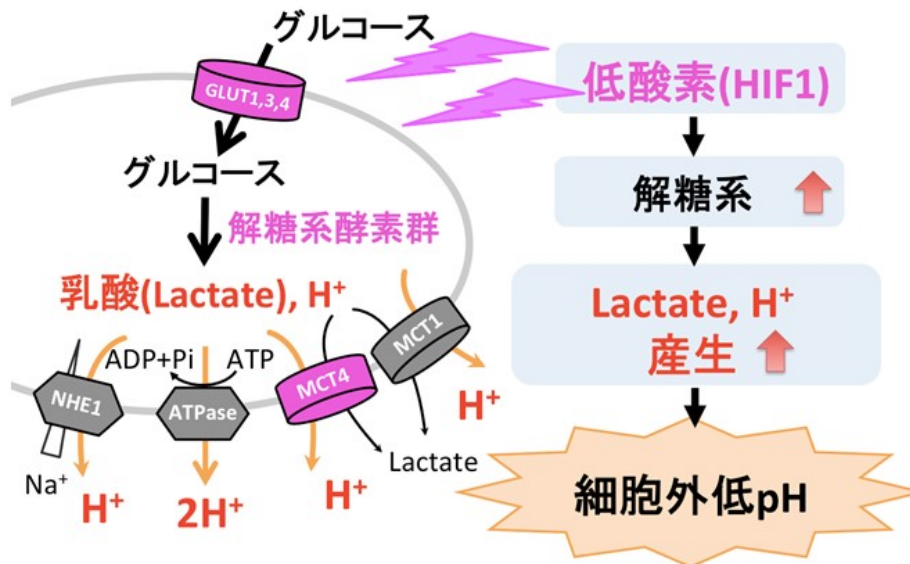 グルコース
GLUT1,3,4
グルコース
解糖系酵素群
乳酸(Lactate), H⁺
ADP+Pi
ATP
NHE1
ATPase
MCT4
MCT1
Na⁺
H⁺
2H⁺
H⁺
Lactate
H⁺
低酸素(HIF1)
解糖系
Lactate, H⁺
産生
細胞外低pH